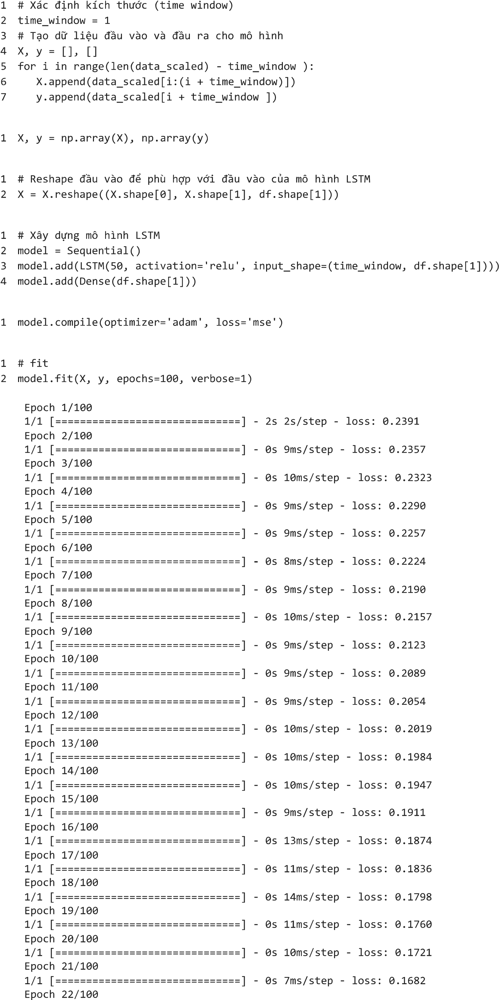 1 # Xác định kích thước (time window)
2 time_window = 1
3 # Tạo dữ liệu đầu vào và đầu ra cho mô hình
4 X, y = [], []
5 for i in range(len(data_scaled) - time_window ):
6    X.append(data_scaled[i:(i + time_window)])
7    y.append(data_scaled[i + time_window ])
1 X, y = np.array(X), np.array(y)
1 # Reshape đầu vào để phù hợp với đầu vào của mô hình LSTM
2 X = X.reshape((X.shape[0], X.shape[1], df.shape[1]))
1 # Xây dựng mô hình LSTM
2 model = Sequential()
3 model.add(LSTM(50, activation='relu', input_shape=(time_window, df.shape[1])))
4 model.add(Dense(df.shape[1]))
1 model.compile(optimizer='adam', loss='mse')
1 # fit
2 model.fit(X, y, epochs=100, verbose=1)
Epoch 1/100
1/1 [==============================] - 2s 2s/step - loss: 0.2391
Epoch 2/100
1/1 [==============================] - 0s 9ms/step - loss: 0.2357
Epoch 3/100
1/1 [==============================] - 0s 10ms/step - loss: 0.2323
Epoch 4/100
1/1 [==============================] - 0s 9ms/step - loss: 0.2290
Epoch 5/100
1/1 [==============================] - 0s 9ms/step - loss: 0.2257
Epoch 6/100
1/1 [==============================] - 0s 8ms/step - loss: 0.2224
Epoch 7/100
1/1 [==============================] - 0s 9ms/step - loss: 0.2190
Epoch 8/100
1/1 [==============================] - 0s 10ms/step - loss: 0.2157
Epoch 9/100
1/1 [==============================] - 0s 9ms/step - loss: 0.2123
Epoch 10/100
1/1 [==============================] - 0s 9ms/step - loss: 0.2089
Epoch 11/100
1/1 [==============================] - 0s 9ms/step - loss: 0.2054
Epoch 12/100
1/1 [==============================] - 0s 10ms/step - loss: 0.2019
Epoch 13/100
1/1 [==============================] - 0s 10ms/step - loss: 0.1984
Epoch 14/100
1/1 [==============================] - 0s 10ms/step - loss: 0.1947
Epoch 15/100
1/1 [==============================] - 0s 9ms/step - loss: 0.1911
Epoch 16/100
1/1 [==============================] - 0s 13ms/step - loss: 0.1874
Epoch 17/100
1/1 [==============================] - 0s 11ms/step - loss: 0.1836
Epoch 18/100
1/1 [==============================] - 0s 14ms/step - loss: 0.1798
Epoch 19/100
1/1 [==============================] - 0s 11ms/step - loss: 0.1760
Epoch 20/100
1/1 [==============================] - 0s 10ms/step - loss: 0.1721
Epoch 21/100
1/1 [==============================] - 0s 7ms/step - loss: 0.1682
Epoch 22/100